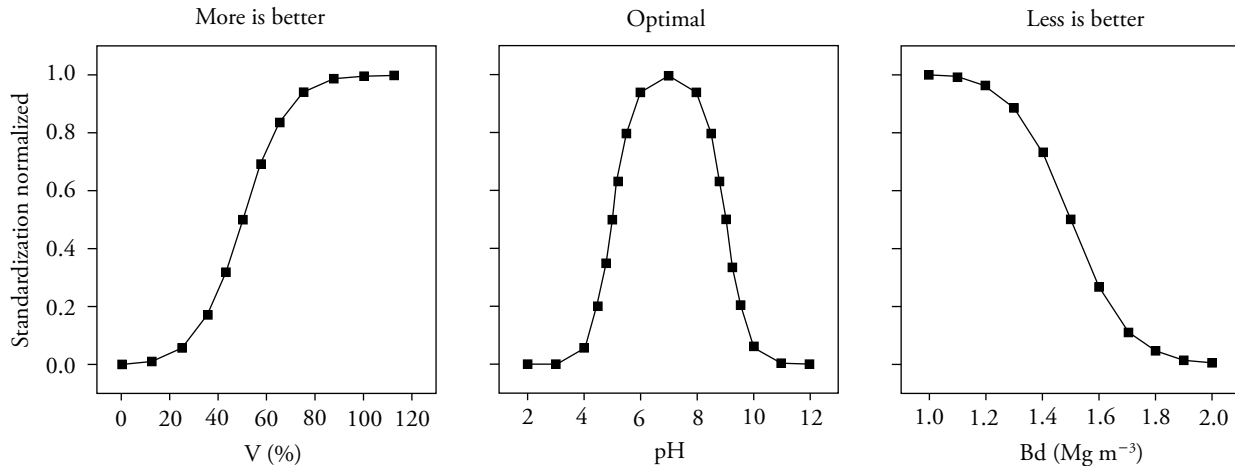 More is better
Optimal
Less is better
Standardization normalized
1.0
0.8
0.6
0.4
0.2
0.0
0 20 40 60 80 100 120
2 4 6 8 10 12
1.0 1.2 1.4 1.6 1.8 2.0
V (%)
pH
Bd (Mg m⁻³)